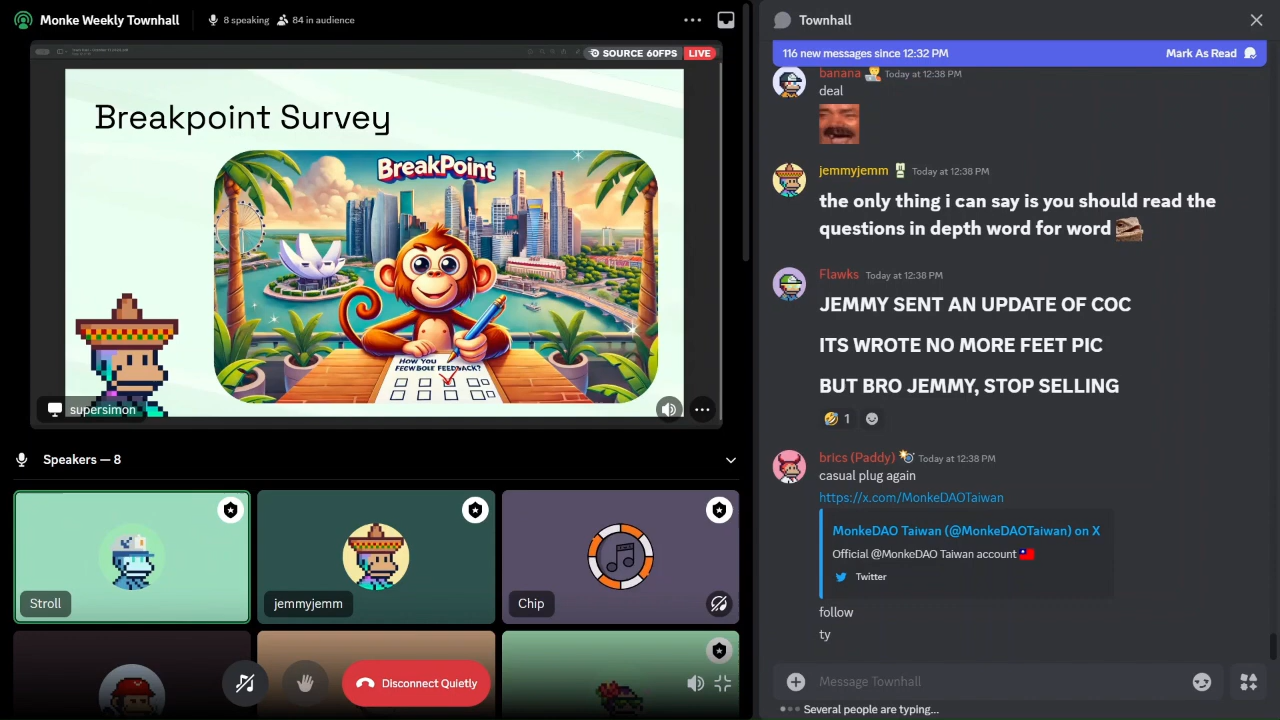 Monke Weekly Townhall
8 speaking
84 in audience
SOURCE 60FPS
LIVE
Breakpoint Survey
BREAKPOINT
HOW YOU
FEEDBACK?
supersimon
Speakers — 8
Stroll
jemmyjemm
Chip
Disconnect Quietly
Townhall
116 new messages since 12:32 PM
Mark As Read
banana Today at 12:38 PM
deal
jemmyjemm Today at 12:38 PM
the only thing i can say is you should read the
questions in depth word for word
Flawks Today at 12:38 PM
JEMMY SENT AN UPDATE OF COC
ITS WROTE NO MORE FEET PIC
BUT BRO JEMMY, STOP SELLING
1
brics (Paddy) Today at 12:38 PM
casual plug again
https://x.com/MonkeDAOTaiwan
MonkeDAO Taiwan (@MonkeDAOTaiwan) on X
Official @MonkeDAO Taiwan account
Twitter
follow
ty
Message Townhall
Several people are typing...